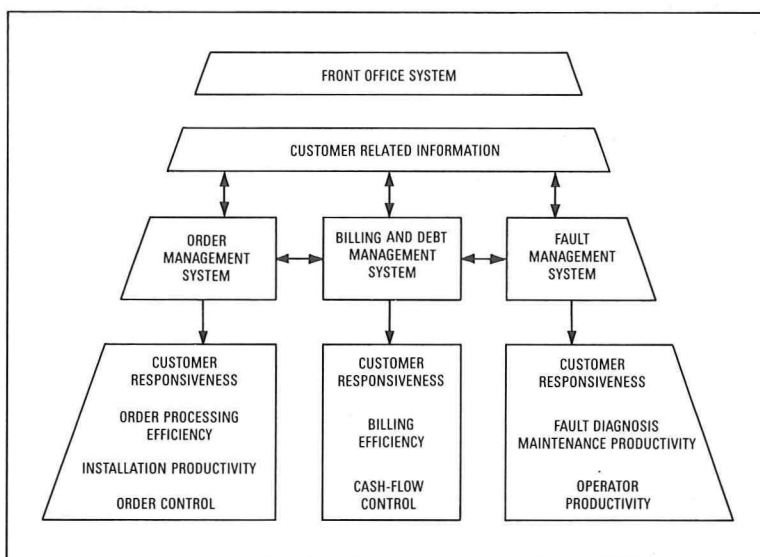 FRONT OFFICE SYSTEM
CUSTOMER RELATED INFORMATION
ORDER
MANAGEMENT
SYSTEM
BILLING AND DEBT
MANAGEMENT
SYSTEM
FAULT
MANAGEMENT
SYSTEM
CUSTOMER
RESPONSIVENESS
ORDER PROCESSING
EFFICIENCY
INSTALLATION PRODUCTIVITY
ORDER CONTROL
CUSTOMER
RESPONSIVENESS
BILLING
EFFICIENCY
CASH-FLOW
CONTROL
CUSTOMER
RESPONSIVENESS
FAULT DIAGNOSIS
MAINTENANCE PRODUCTIVITY
OPERATOR
PRODUCTIVITY